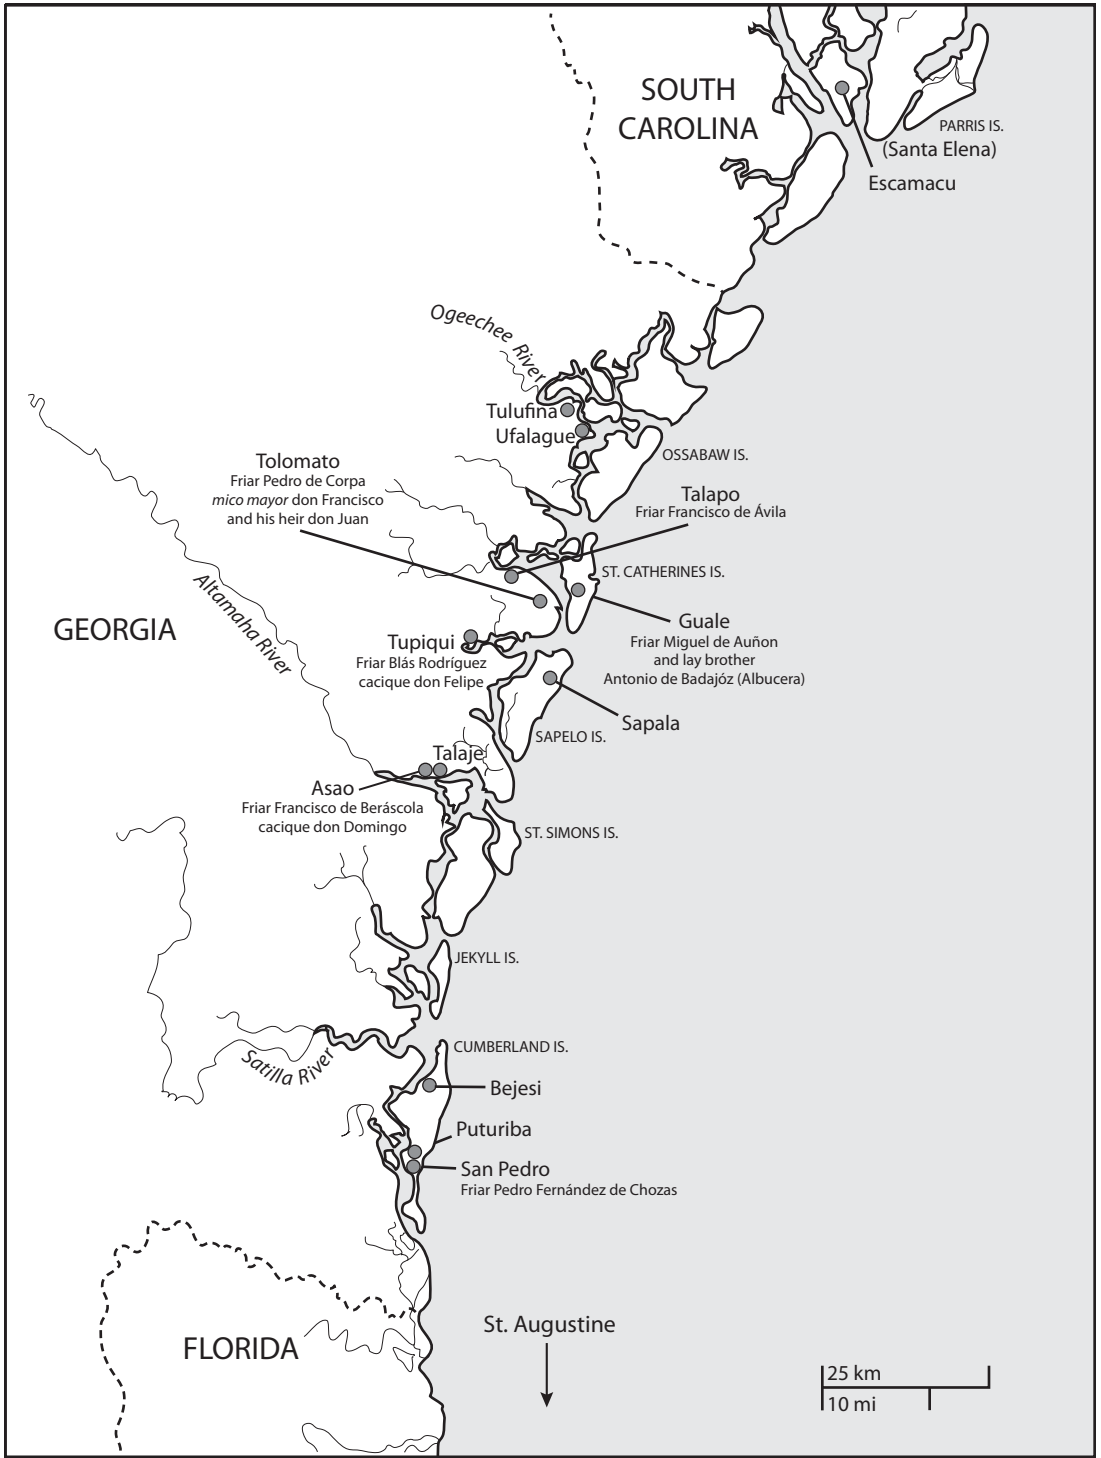 SOUTH
CAROLINA
PARRIS IS.
(Santa Elena)
Escamacu
Ogeechee River
Tulufina
Ufalague
OSSABAW IS.
Tolomato
Friar Pedro de Corpa
mico mayor don Francisco
and his heir don Juan
Talapo
Friar Francisco de Ávila
ST. CATHERINES IS.
Altamaha River
GEORGIA
Guale
Friar Miguel de Auñon
and lay brother
Antonio de Badajóz (Albucera)
Tupiqui
Friar Blás Rodríguez
cacique don Felipe
Sapala
SAPELO IS.
Talaje
Asao
Friar Francisco de Beráscola
cacique don Domingo
ST. SIMONS IS.
JEKYLL IS.
CUMBERLAND IS.
Satilla River
Bejesi
Puturiba
San Pedro
Friar Pedro Fernández de Chozas
St. Augustine
FLORIDA
25 km
10 mi